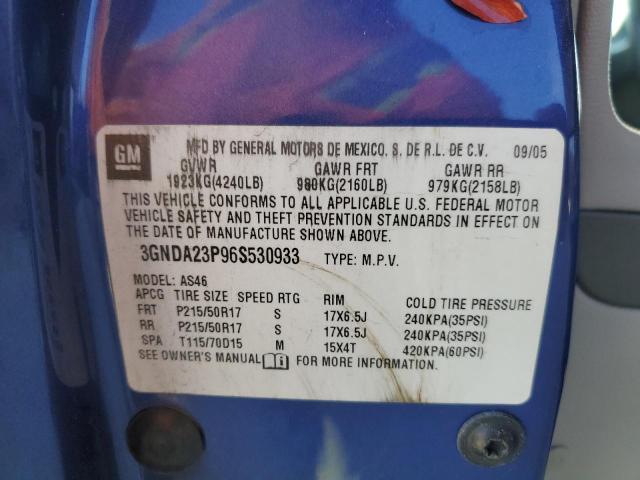 GM
MFD BY GENERAL MOTORS DE MEXICO. S. DE R.L. DE C.V. 09/05
GVWR GAWR FRT GAWR RR
1923KG(4240LB) 980KG(2160LB) 979KG(2158LB)
THIS VEHICLE CONFORMS TO ALL APPLICABLE U.S. FEDERAL MOTOR
VEHICLE SAFETY AND THEFT PREVENTION STANDARDS IN EFFECT ON
THE DATE OF MANUFACTURE SHOWN ABOVE.
3GNDA23P96S530933 TYPE: M.P.V.
MODEL: AS46
APCG TIRE SIZE SPEED RTG RIM COLD TIRE PRESSURE
FRT P215/50R17 S 17X6.5J 240KPA(35PSI)
RR P215/50R17 S 17X6.5J 240KPA(35PSI)
SPA T115/70D15 M 15X4T 420KPA(60PSI)
SEE OWNER'S MANUAL FOR MORE INFORMATION.